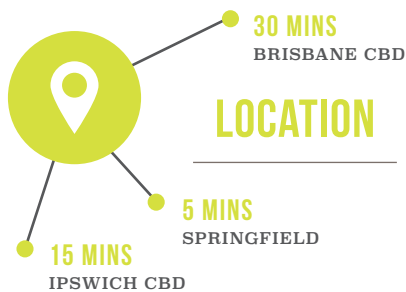 30 MINS
BRISBANE CBD
LOCATION
5 MINS
SPRINGFIELD
15 MINS
IPSWICH CBD